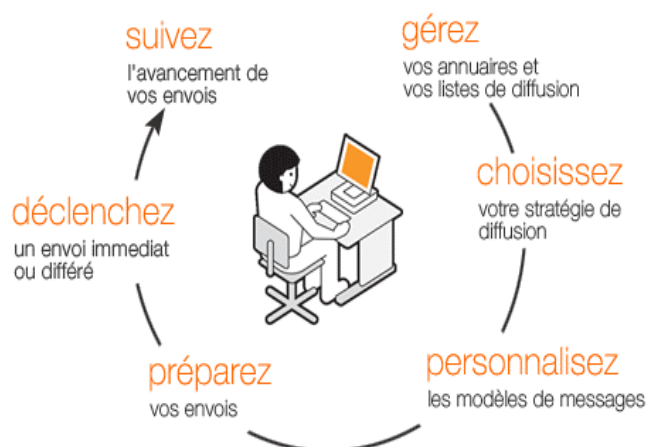 gérez
vos annuaires et
vos listes de diffusion
choisissez
votre stratégie de
diffusion
personnalisez
les modèles de messages
préparez
vos envois
déclenchez
un envoi immediat
ou différé
suivez
l'avancement de
vos envois